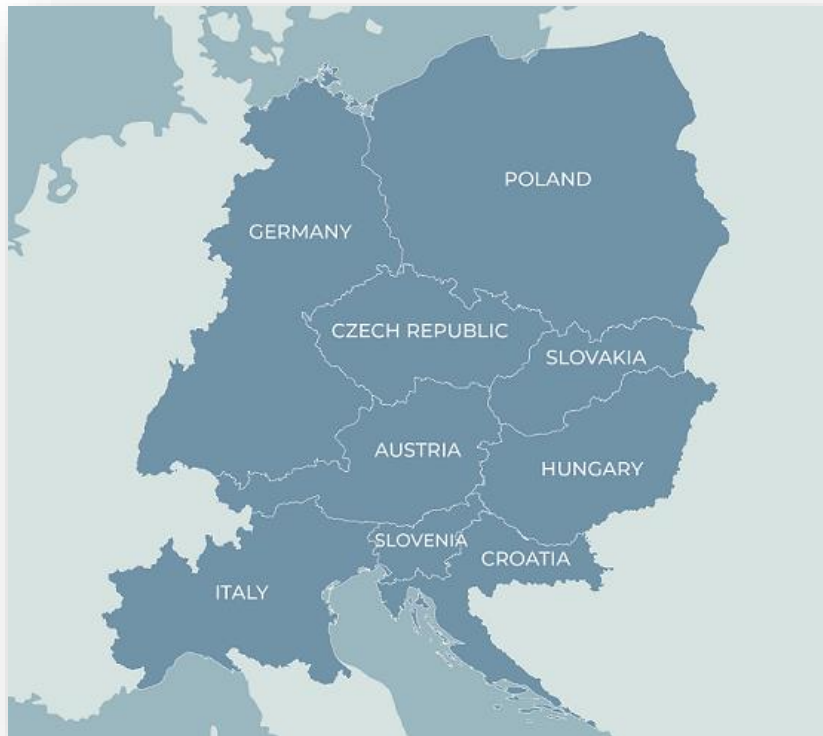 POLAND
GERMANY
CZECH REPUBLIC
SLOVAKIA
AUSTRIA
HUNGARY
SLOVENIA
CROATIA
ITALY